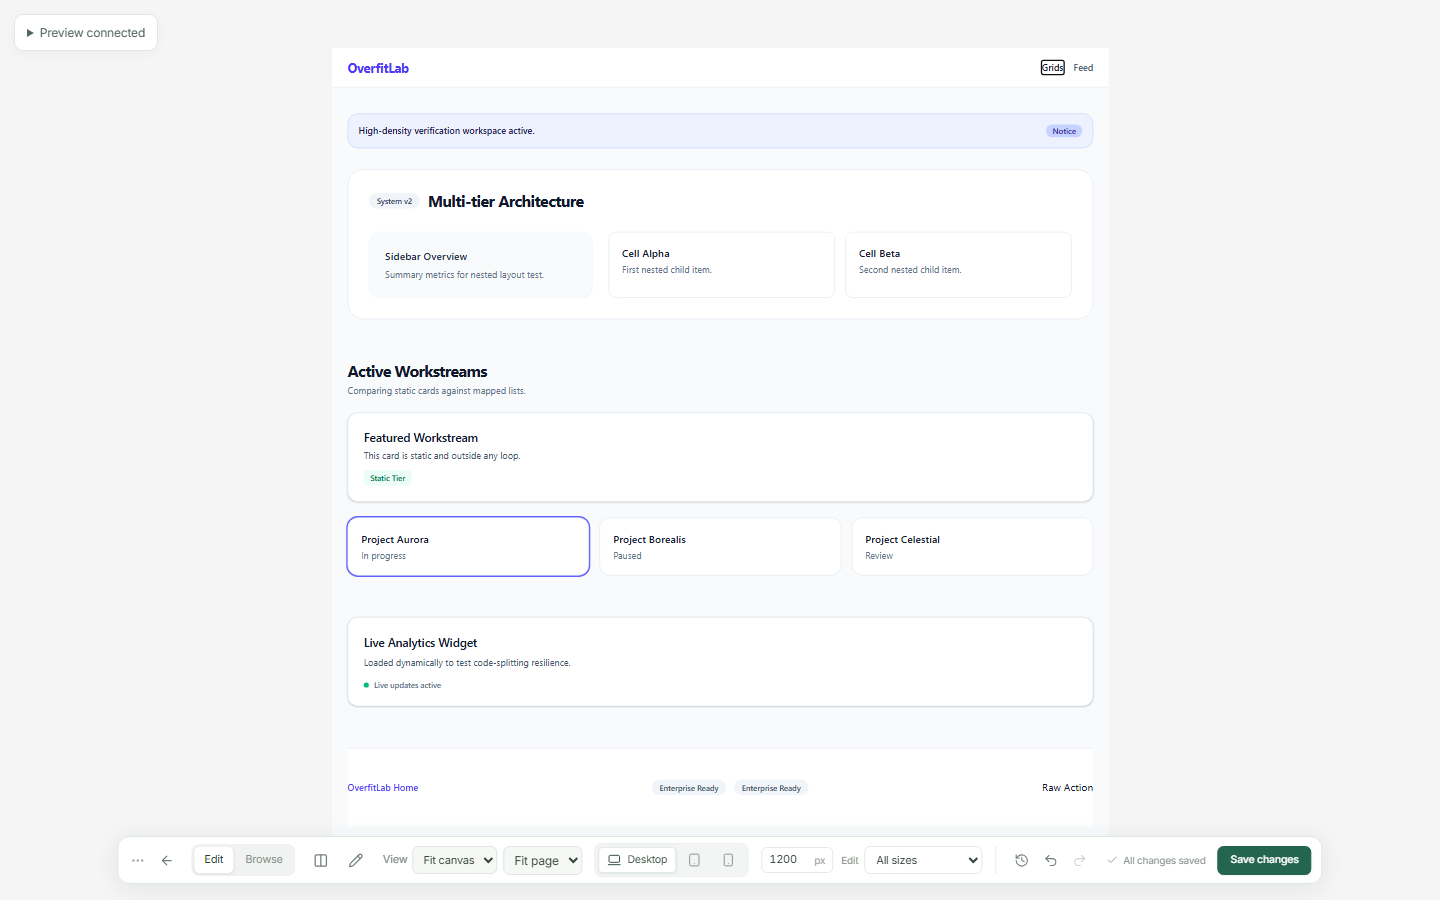 Preview connected
OverfitLab
Grids Feed
High-density verification workspace active.
Notice
System v2
Multi-tier Architecture
Sidebar Overview
Summary metrics for nested layout test.
Cell Alpha
First nested child item.
Cell Beta
Second nested child item.
Active Workstreams
Comparing static cards against mapped lists.
Featured Workstream
This card is static and outside any loop.
Static Tier
Project Aurora
In progress
Project Borealis
Paused
Project Celestial
Review
Live Analytics Widget
Loaded dynamically to test code-splitting resilience.
Live updates active
OverfitLab Home
Enterprise Ready
Enterprise Ready
Raw Action
Edit Browse View Fit canvas Fit page Desktop 1200 px Edit All sizes All changes saved Save changes